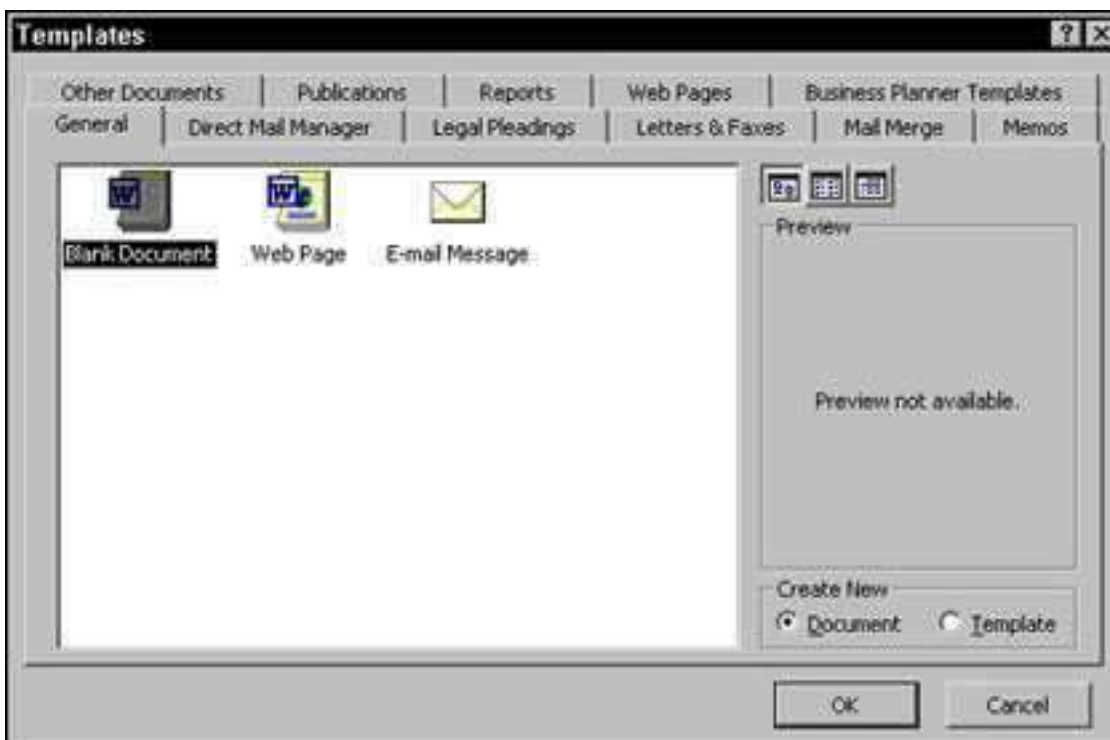 Templates
Other Documents Publications Reports Web Pages Business Planner Templates
General Direct Mail Manager Legal Pleadings Letters & Faxes Mail Merge Memos
Blank Document Web Page E-mail Message
Preview
Preview not available.
Create New
Document Template
OK Cancel